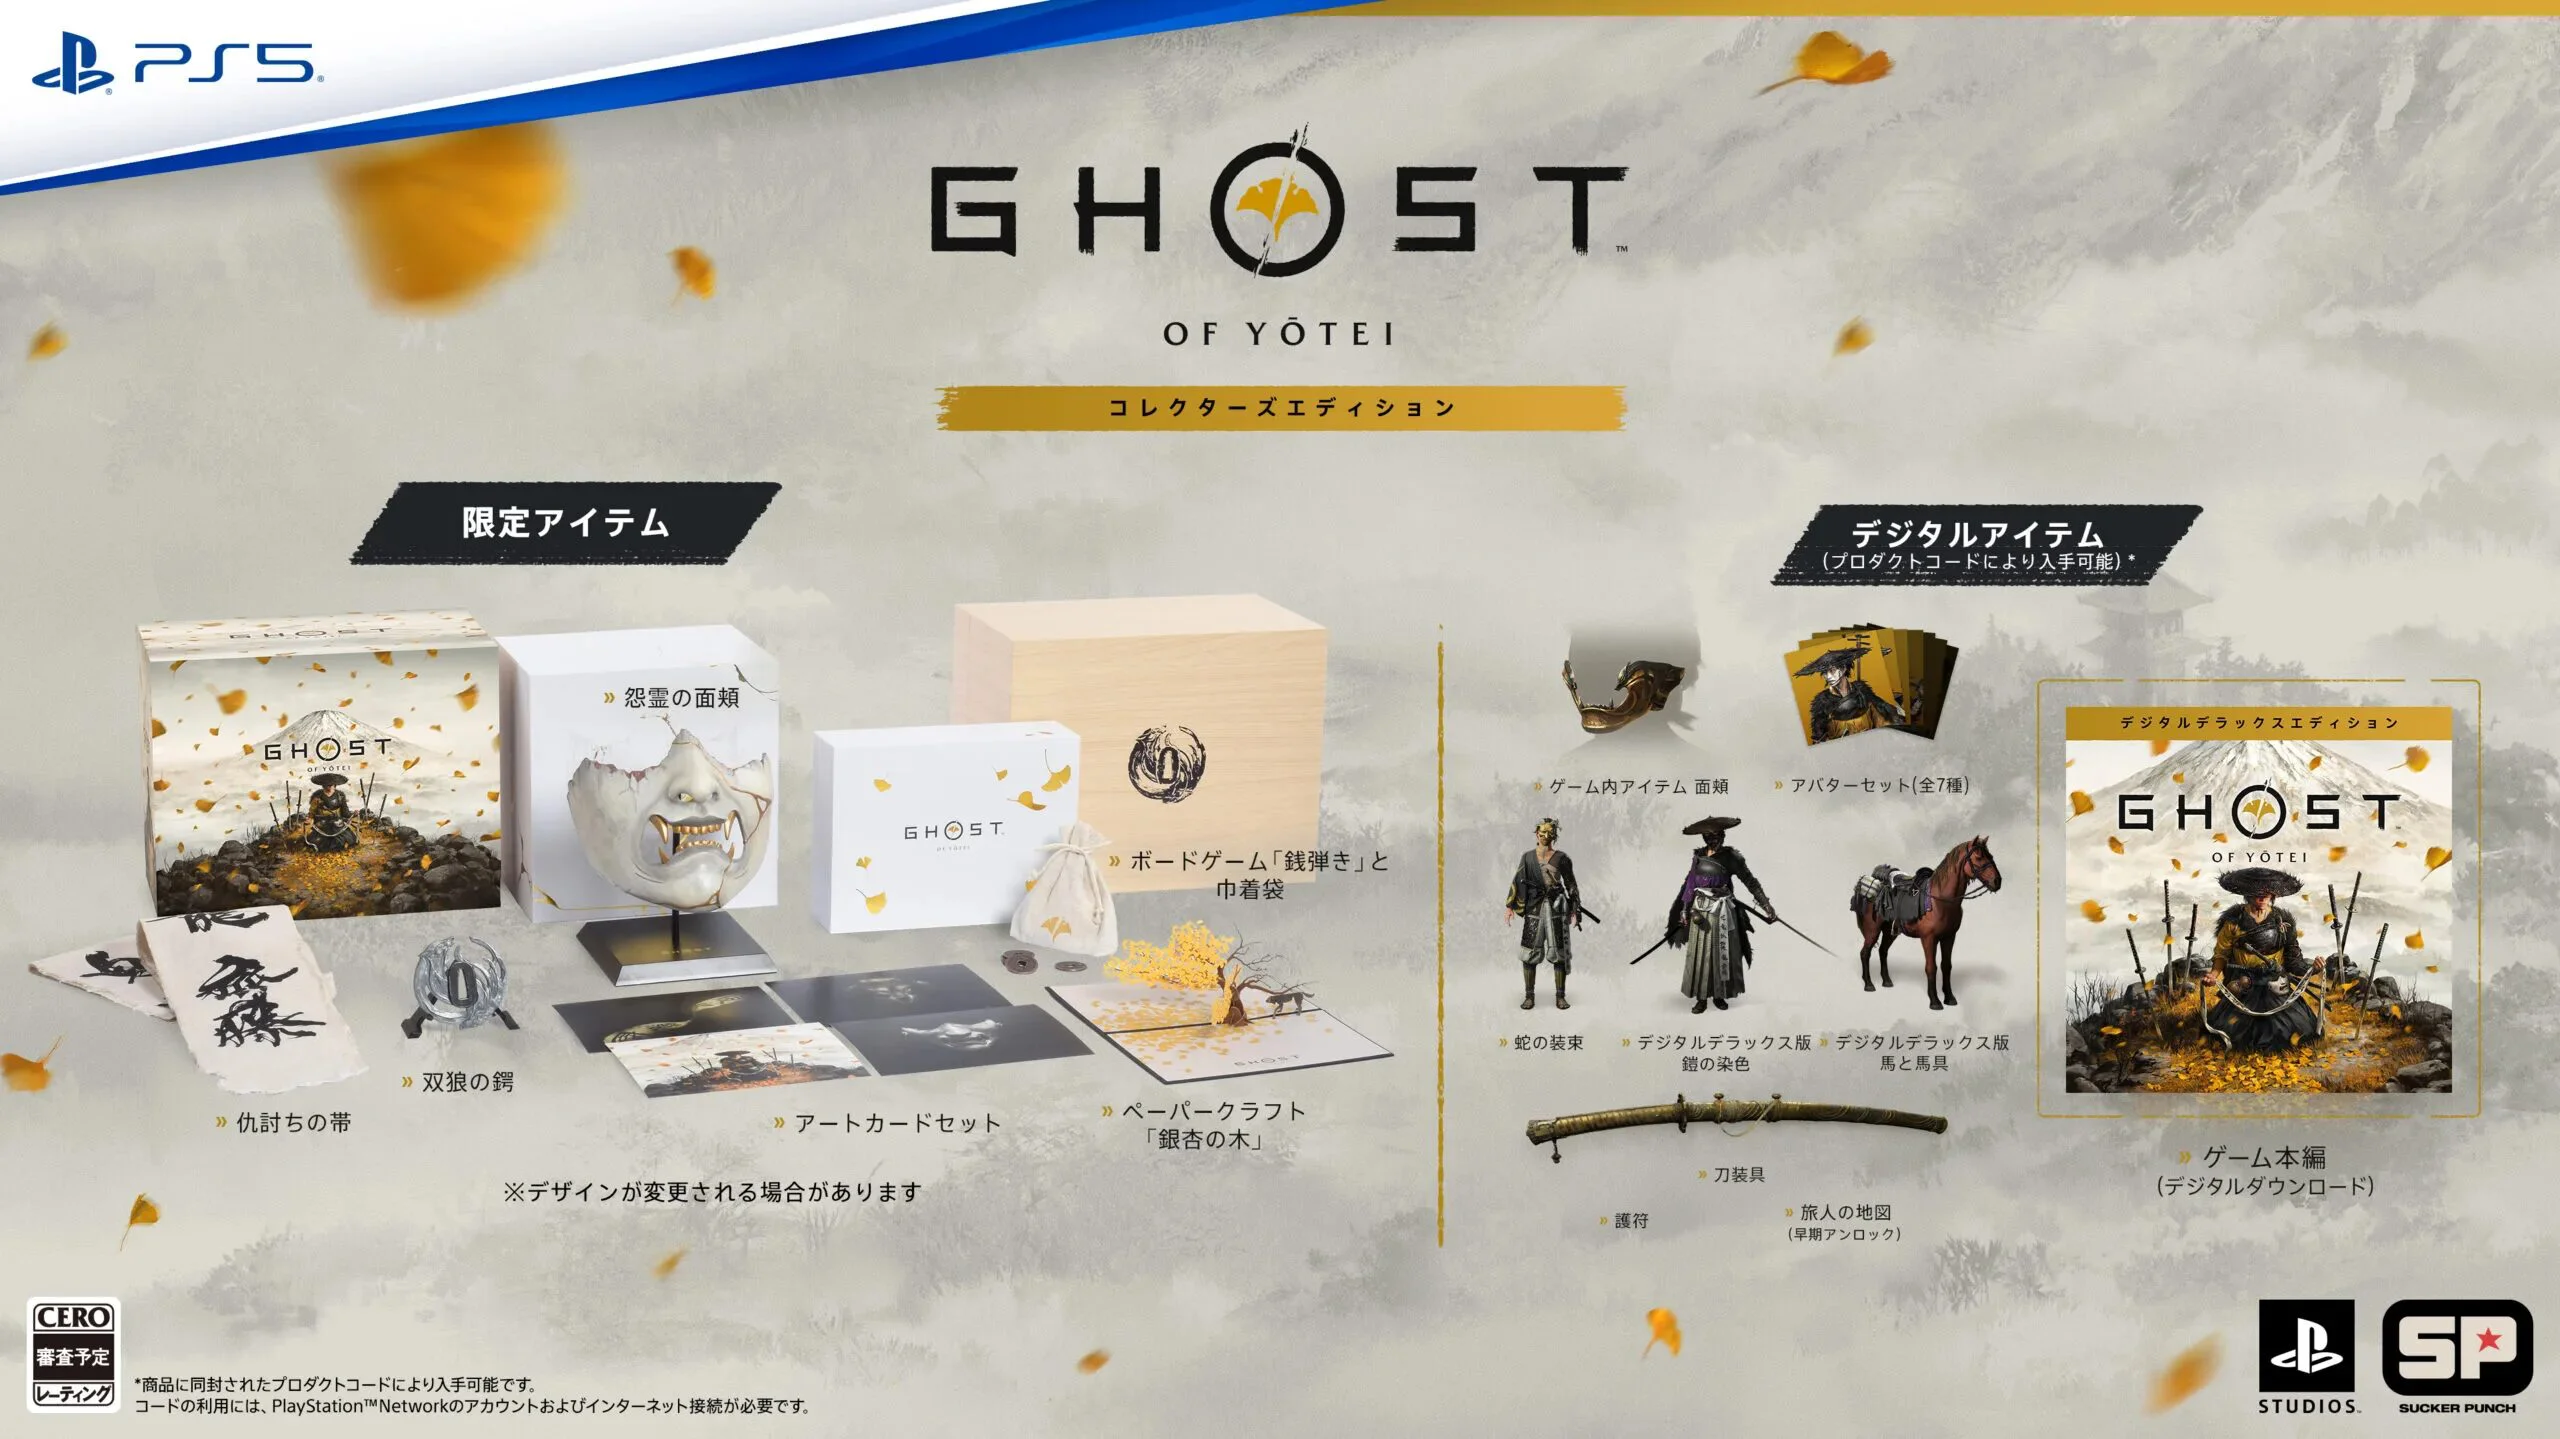 PS5
GHOST
OF YŌTEI
コレクターズエディション
限定アイテム
デジタルアイテム
(プロダクトコードにより入手可能) *
GHOST
GHOST
OF YŌTEI
» 怨霊の面頬
GHOST
GHOST
OF YŌTEI
» ボードゲーム「銭弾き」と
巾着袋
» 双狼の鍔
» 仇討ちの帯
» アートカードセット
GHOST
» ペーパークラフト
「銀杏の木」
※デザインが変更される場合があります
» ゲーム内アイテム 面頬
» アバターセット(全7種)
» 蛇の装束
» デジタルデラックス版
鎧の染色
» デジタルデラックス版
馬と馬具
» 刀装具
» 護符
» 旅人の地図
(早期アンロック)
デジタルデラックスエディション
GHOST
OF YŌTEI
» ゲーム本編
(デジタルダウンロード)
CERO
審査予定
レーティング
*商品に同封されたプロダクトコードにより入手可能です。
コードの利用には、PlayStation™Networkのアカウントおよびインターネット接続が必要です。
STUDIOS
SP
SUCKER PUNCH